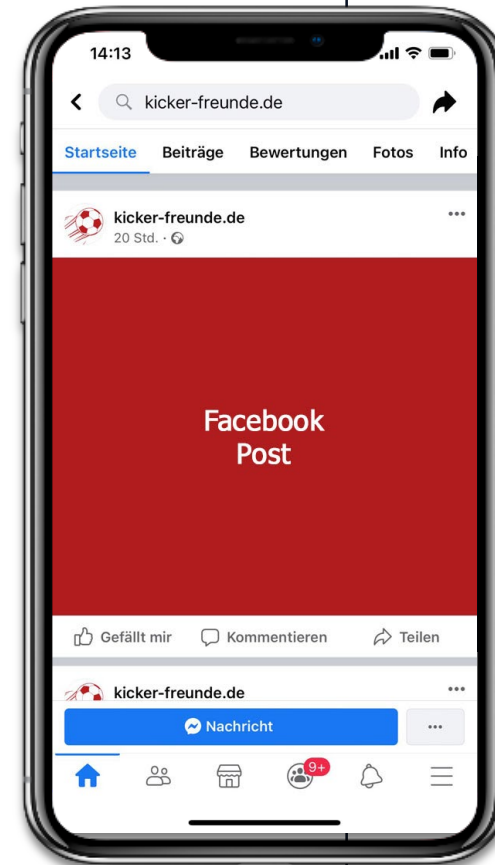 14:13
kicker-freunde.de
Startseite Beiträge Bewertungen Fotos Info
kicker-freunde.de
20 Std. ·
Facebook
Post
Gefällt mir Kommentieren Teilen
kicker-freunde.de
Nachricht
9+